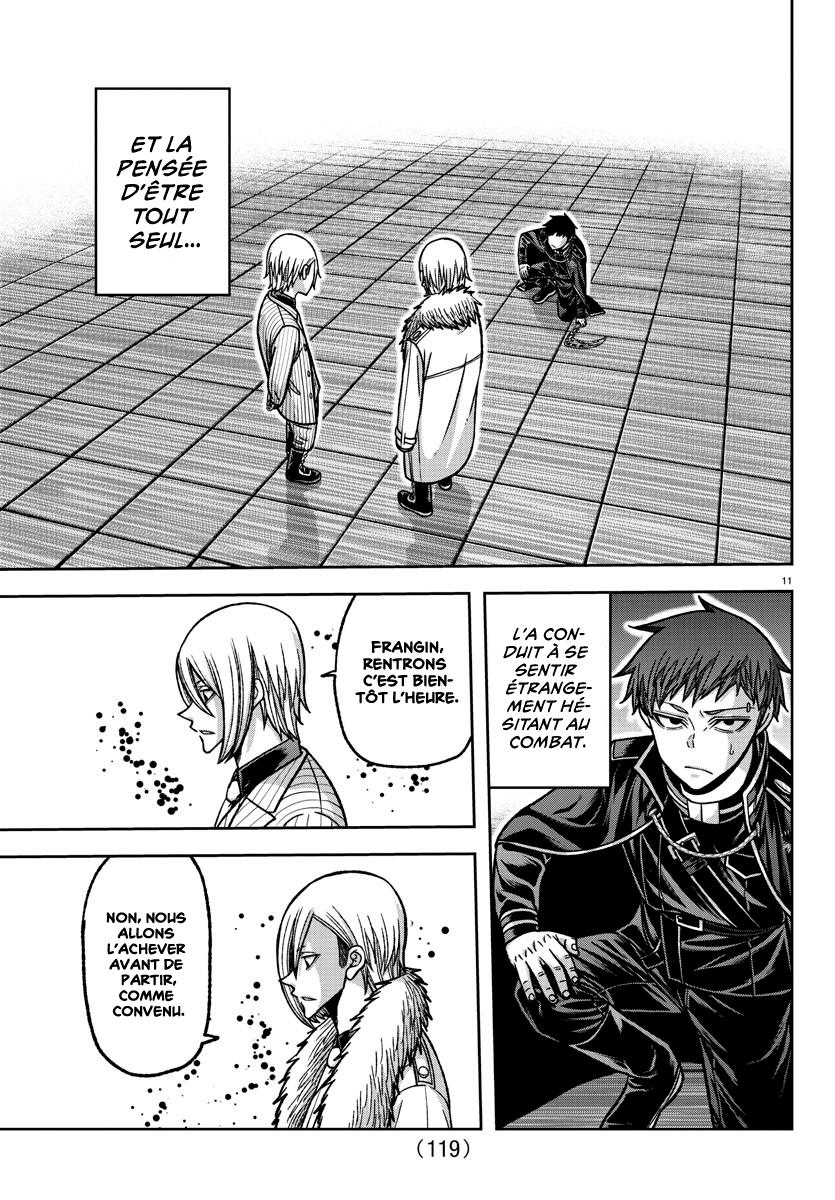 ET LA
PENSÉE
D'ÊTRE
TOUT
SEUL...
11
L'A CON-
DUIT À SE
SENTIR
ÉTRANGE-
MENT HÉ-
SITANT AU
COMBAT.
FRANGIN,
RENTRONS
C'EST BIEN-
TÔT L'HEURE.
NON, NOUS
ALLONS
L'ACHEVER
AVANT DE
PARTIR,
COMME
CONVENU.
(119)